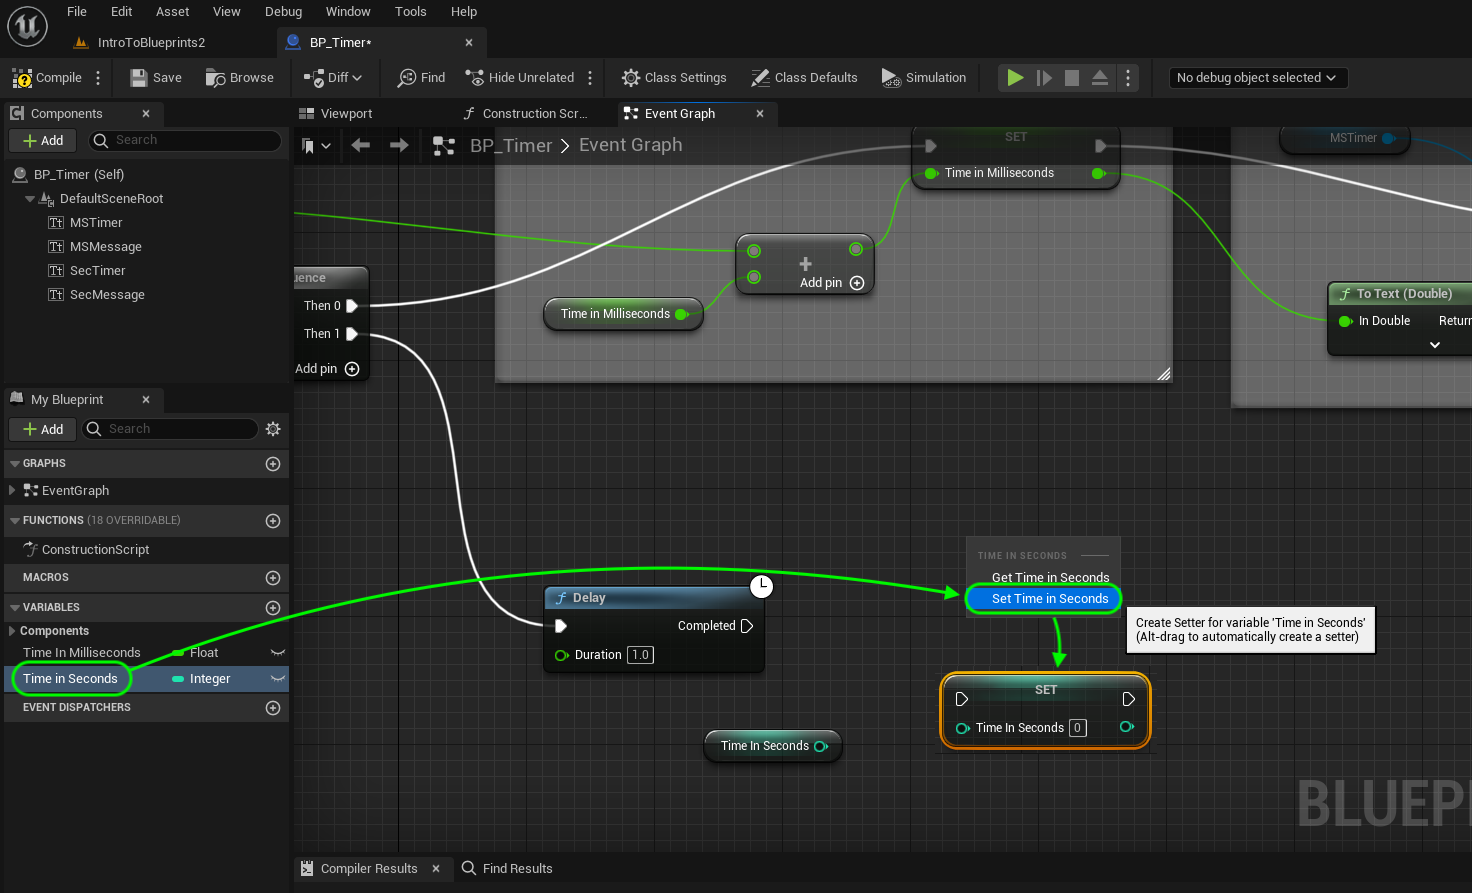 File Edit Asset View Debug Window Tools Help
IntroToBlueprints2
BP_Timer*
Compile Save Browse Diff Find Hide Unrelated Class Settings Class Defaults Simulation No debug object selected
Components
Add Search
BP_Timer (Self)
DefaultSceneRoot
MSTimer
MSMessage
SecTimer
SecMessage
My Blueprint
Add Search
GRAPHS
EventGraph
FUNCTIONS (18 OVERRIDABLE)
ConstructionScript
MACROS
VARIABLES
Components
Time In Milliseconds Float
Time in Seconds Integer
EVENT DISPATCHERS
Viewport Construction Scr... Event Graph
BP_Timer > Event Graph
SET
Time in Milliseconds
MSTimer
uence
Then 0
Then 1
Add pin
Add pin
Time in Milliseconds
To Text (Double)
In Double Return
Delay
Completed
Duration 1.0
TIME IN SECONDS
Get Time in Seconds
Set Time in Seconds
Create Setter for variable 'Time in Seconds'
(Alt-drag to automatically create a setter)
SET
Time In Seconds 0
Time In Seconds
BLUEP
Compiler Results Find Results